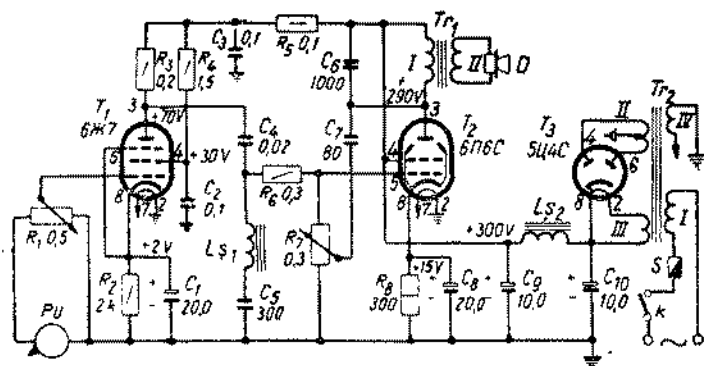 C3 0,1
R5 0,1
Tr1
R3 0,2
R4 1,5
C6 1000
I
II
D
T1 6Ж7
3
+70V
+290V
3
T2 6П6С
T3 5Ц4С
II
Tr2
IV
4
6
5
4
+30V
C4 0,02
C7 80
4
5
R6 0,3
C2 0,1
8
7
2
8
7
2
8
2
III
I
R1 0,5
LS1
R7 0,3
LS2
+300V
+2V
+15V
S
R2 2k
C1 20,0
C5 300
R8 300
C8 20,0
C9 10,0
C10 10,0
k
Pu